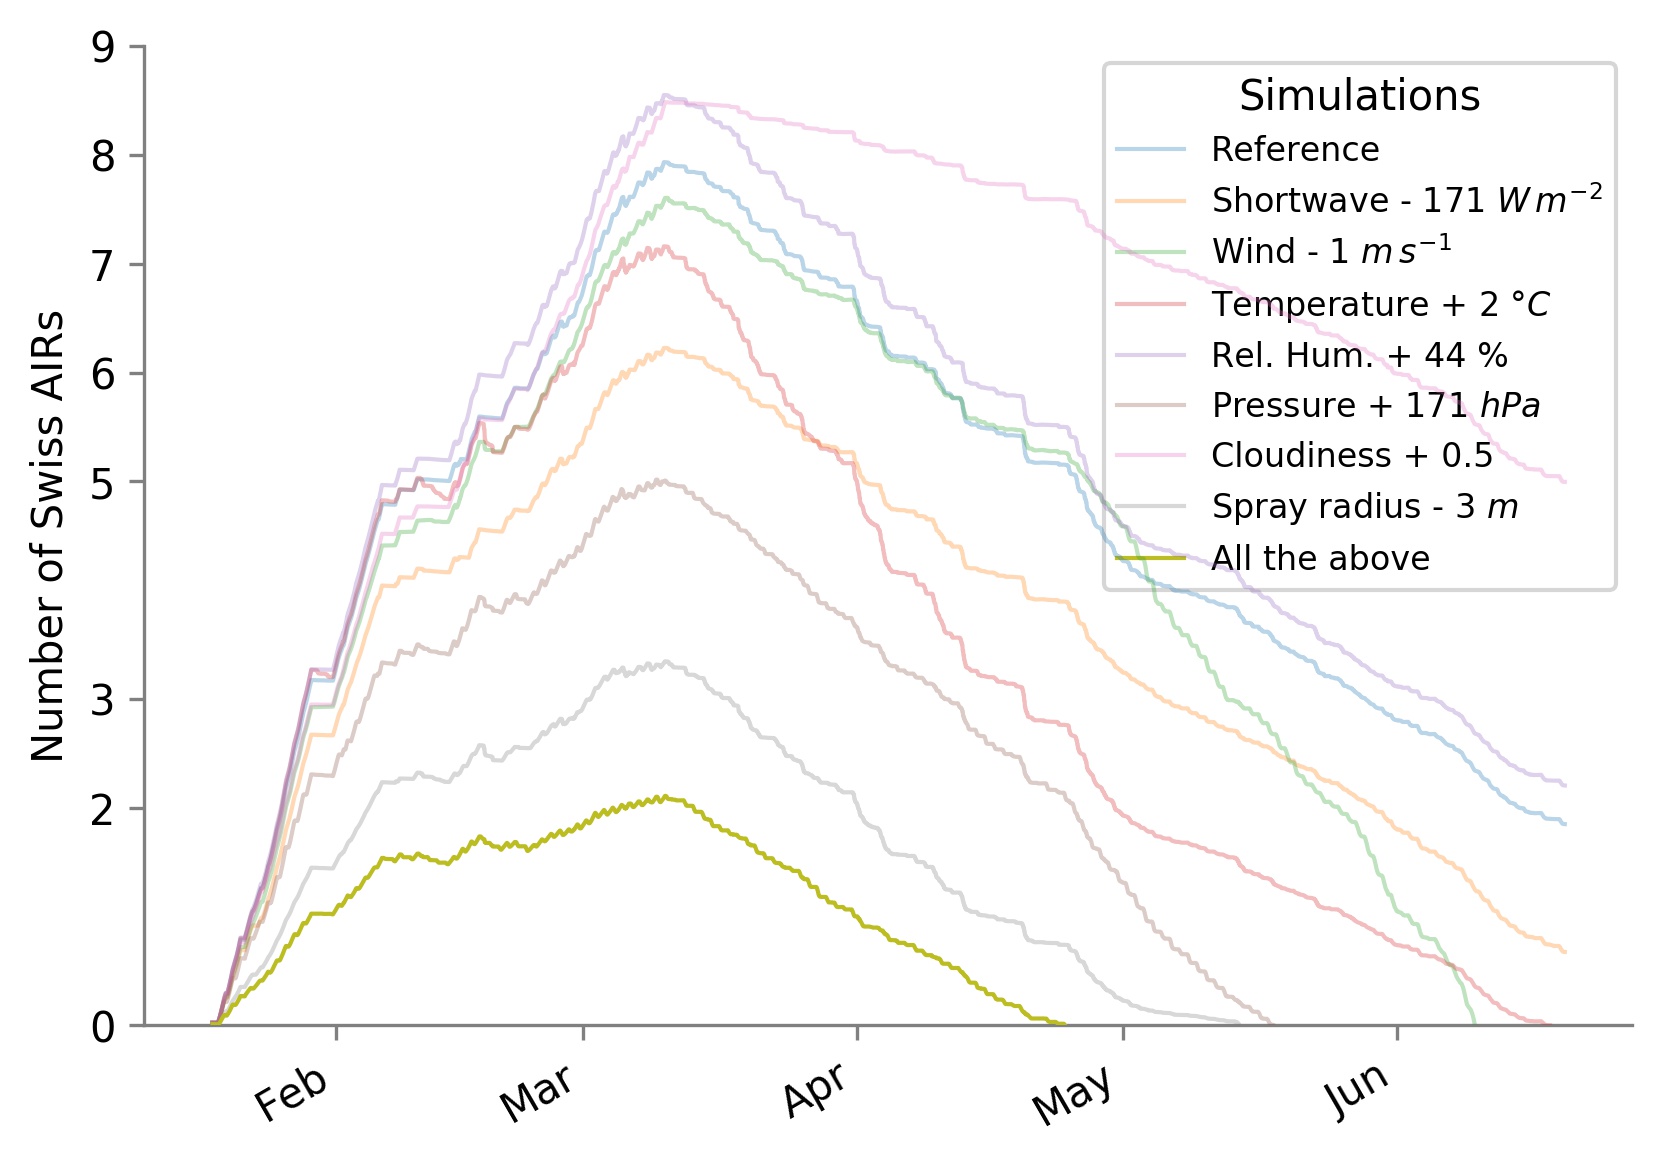 9
8
7
6
5
3
2
0
Number of Swiss AIRs
Feb
Mar
Apr
May
Jun
Simulations
Reference
Shortwave - 171 W m⁻²
Wind - 1 m s⁻¹
Temperature + 2 °C
Rel. Hum. + 44 %
Pressure + 171 hPa
Cloudiness + 0.5
Spray radius - 3 m
All the above